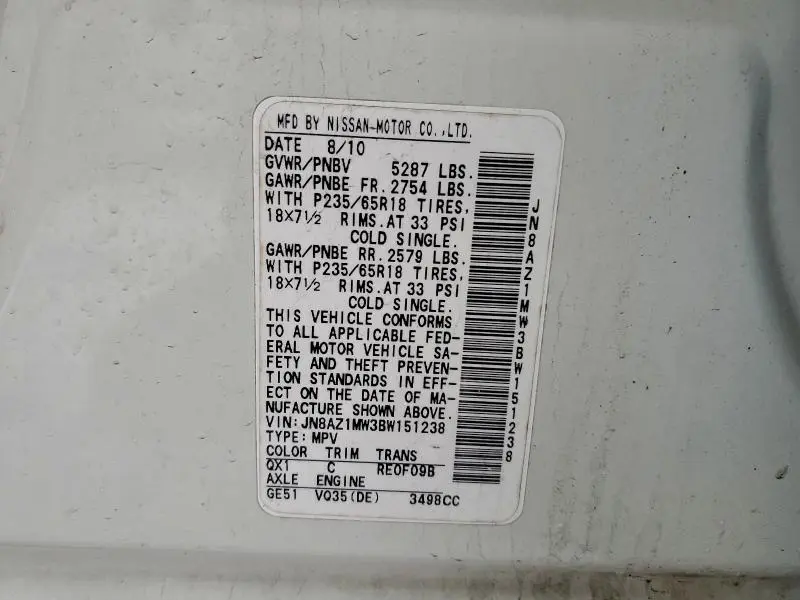 MFD BY NISSAN-MOTOR CO.,LTD.
DATE 8/10
GVWR/PNBV 5287 LBS.
GAWR/PNBE FR. 2754 LBS.
WITH P235/65R18 TIRES,
18×7½ RIMS.AT 33 PSI
COLD SINGLE.
GAWR/PNBE RR. 2579 LBS.
WITH P235/65R18 TIRES,
18×7½ RIMS.AT 33 PSI
COLD SINGLE.
THIS VEHICLE CONFORMS
TO ALL APPLICABLE FED-
ERAL MOTOR VEHICLE SA-
FETY AND THEFT PREVEN-
TION STANDARDS IN EFF-
ECT ON THE DATE OF MA-
NUFACTURE SHOWN ABOVE.
VIN:JN8AZ1MW3BW151238
TYPE:MPV
COLOR TRIM TRANS
QX1 C RE0F09B
AXLE ENGINE
GE51 VQ35(DE) 3498CC
JN8AZ1MW3BW151238